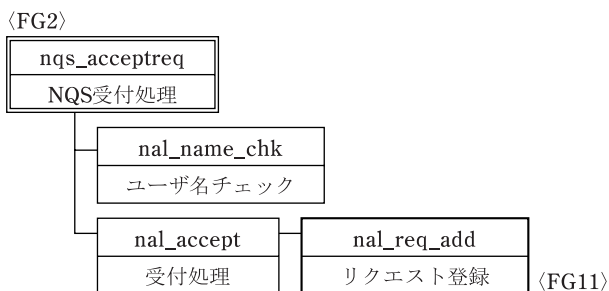 〈FG2〉
nqs_acceptreq
NQS受付処理
nal_name_chk
ユーザ名チェック
nal_accept
受付処理
nal_req_add
リクエスト登録
〈FG11〉